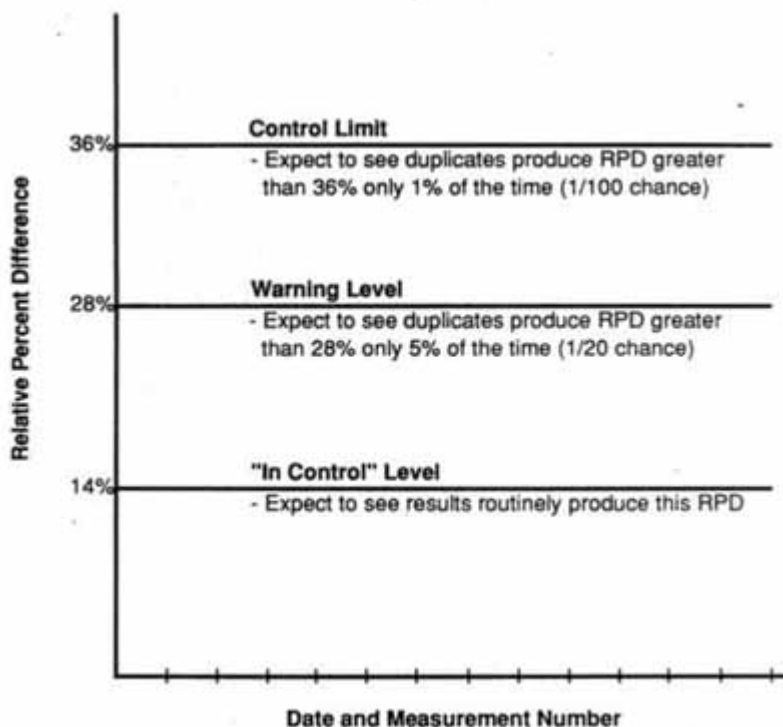 Control Limit
36%
- Expect to see duplicates produce RPD greater
than 36% only 1% of the time (1/100 chance)
Relative Percent Difference
Warning Level
28%
- Expect to see duplicates produce RPD greater
than 28% only 5% of the time (1/20 chance)
"In Control" Level
14%
- Expect to see results routinely produce this RPD
Date and Measurement Number